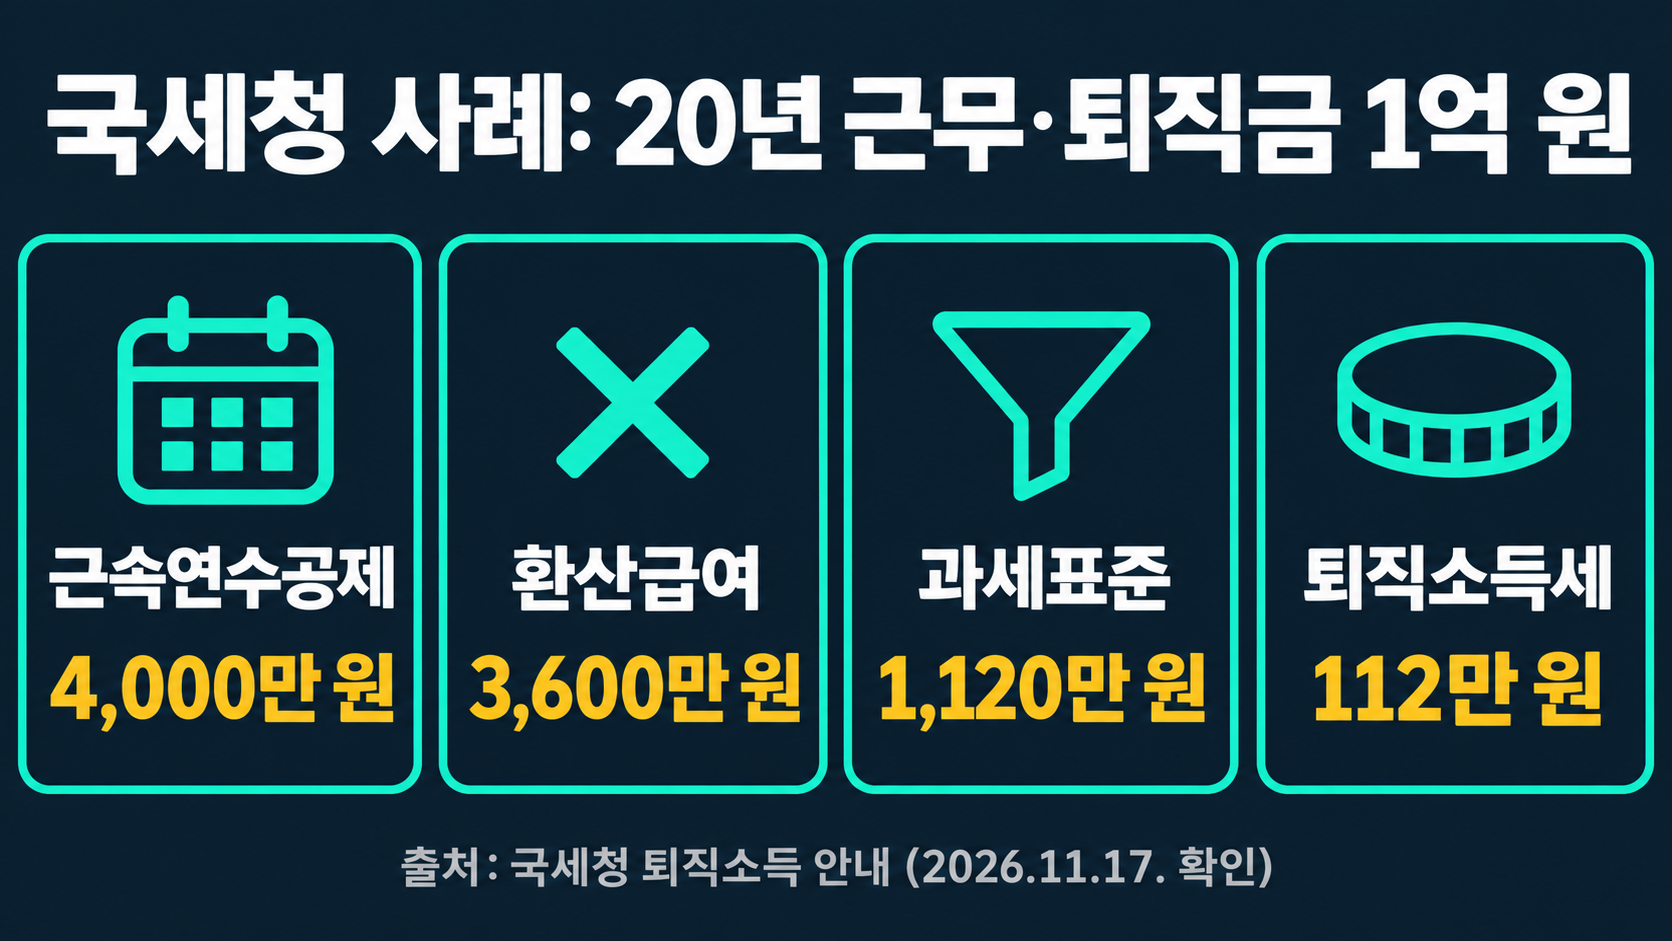 국세청 사례: 20년 근무·퇴직금 1억 원
근속연수공제
4,000만 원
환산급여
3,600만 원
과세표준
1,120만 원
퇴직소득세
112만 원
출처: 국세청 퇴직소득 안내 (2026.11.17. 확인)